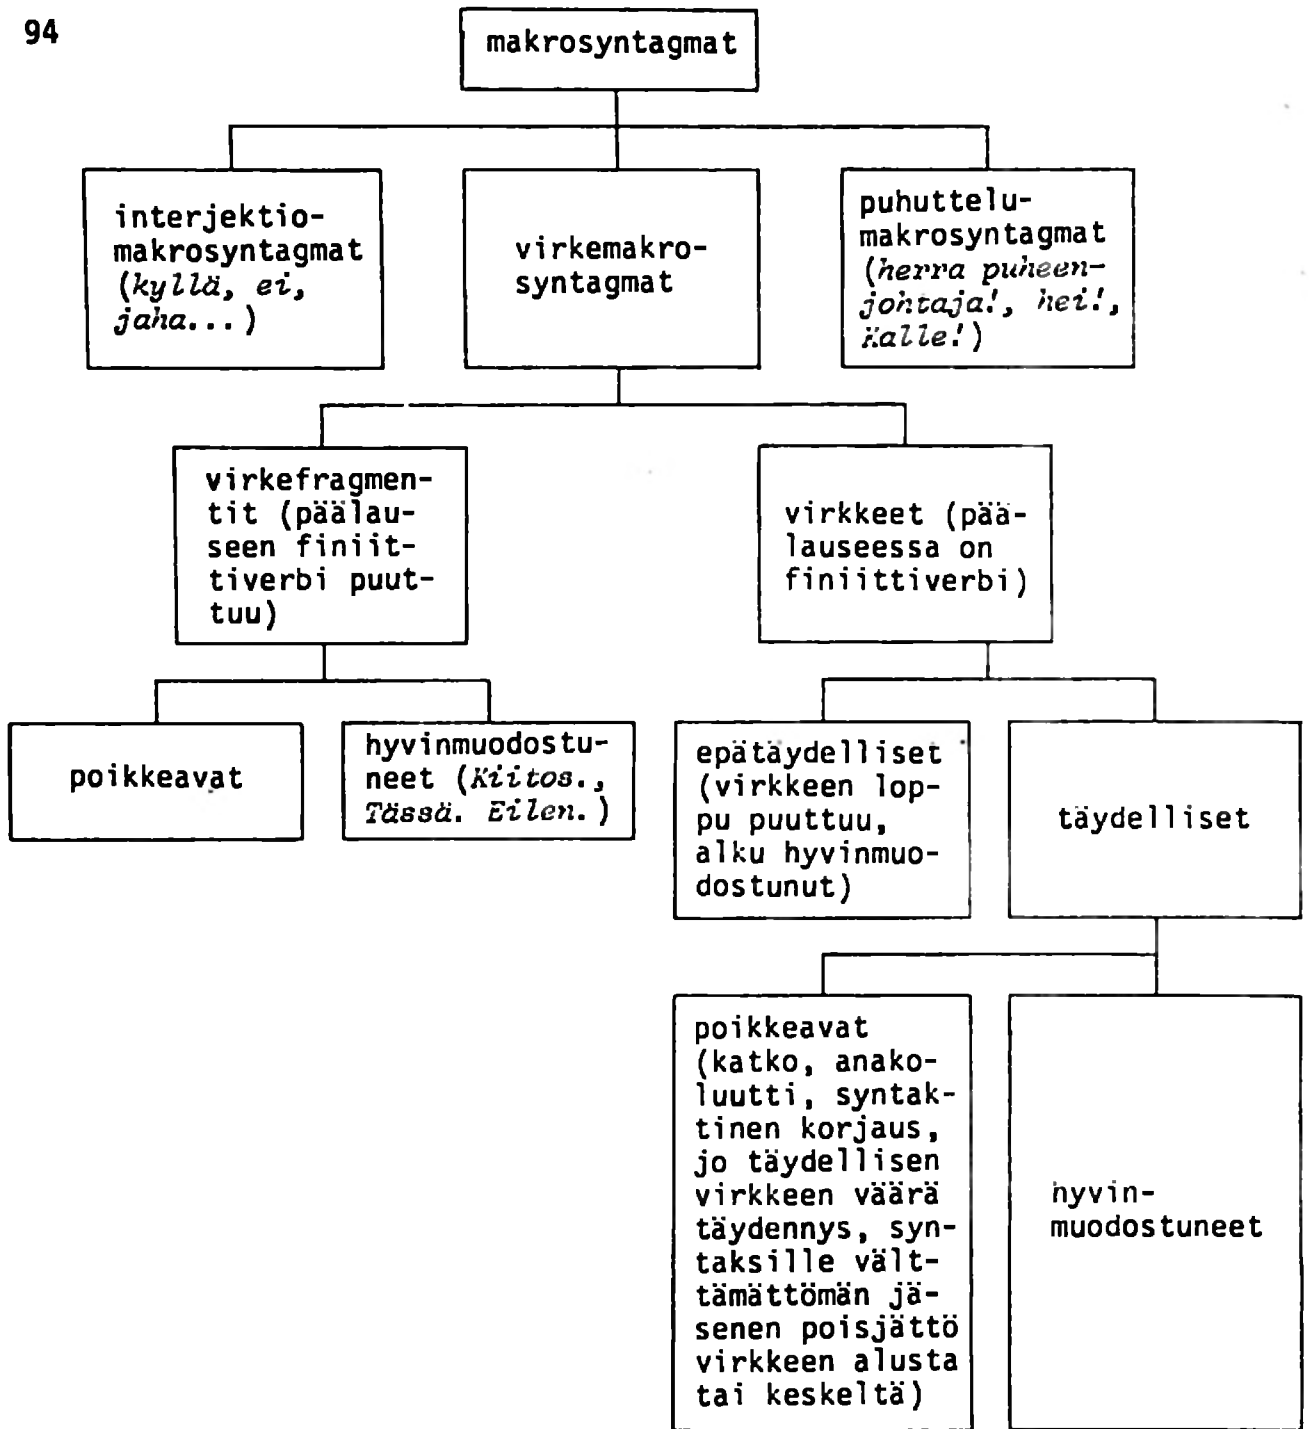 94
makrosyntagmat
interjektio-
makrosyntagmat
(kyllä, ei,
jaha...)
virkemakro-
syntagmat
puhuttelu-
makrosyntagmat
(herra puheen-
johtaja!, hei!,
Kalle!)
virkefragmen-
tit (päälau-
seen finiit-
tiverbi puut-
tuu)
virkkeet (pää-
lauseessa on
finiittiverbi)
poikkeavat
hyvinmuodostu-
neet (Kiitos.,
Tässä. Eilen.)
epätäydelliset
(virkkeen lop-
pu puuttuu,
alku hyvinmuo-
dostunut)
täydelliset
poikkeavat
(katko, anako-
luutti, syntak-
tinen korjaus,
jo täydellisen
virkkeen väärä
täydennys, syn-
taksille vält-
tämättömän jä-
senen poisjättö
virkkeen alusta
tai keskeltä)
hyvin-
muodostuneet